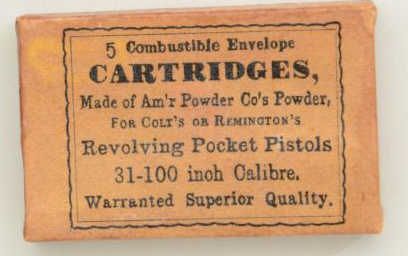 5 Combustible Envelope
CARTRIDGES,
Made of Am'r Powder Co's Powder,
FOR COLT'S OR REMINGTON'S
Revolving Pocket Pistols
31-100 inch Calibre.
Warranted Superior Quality.